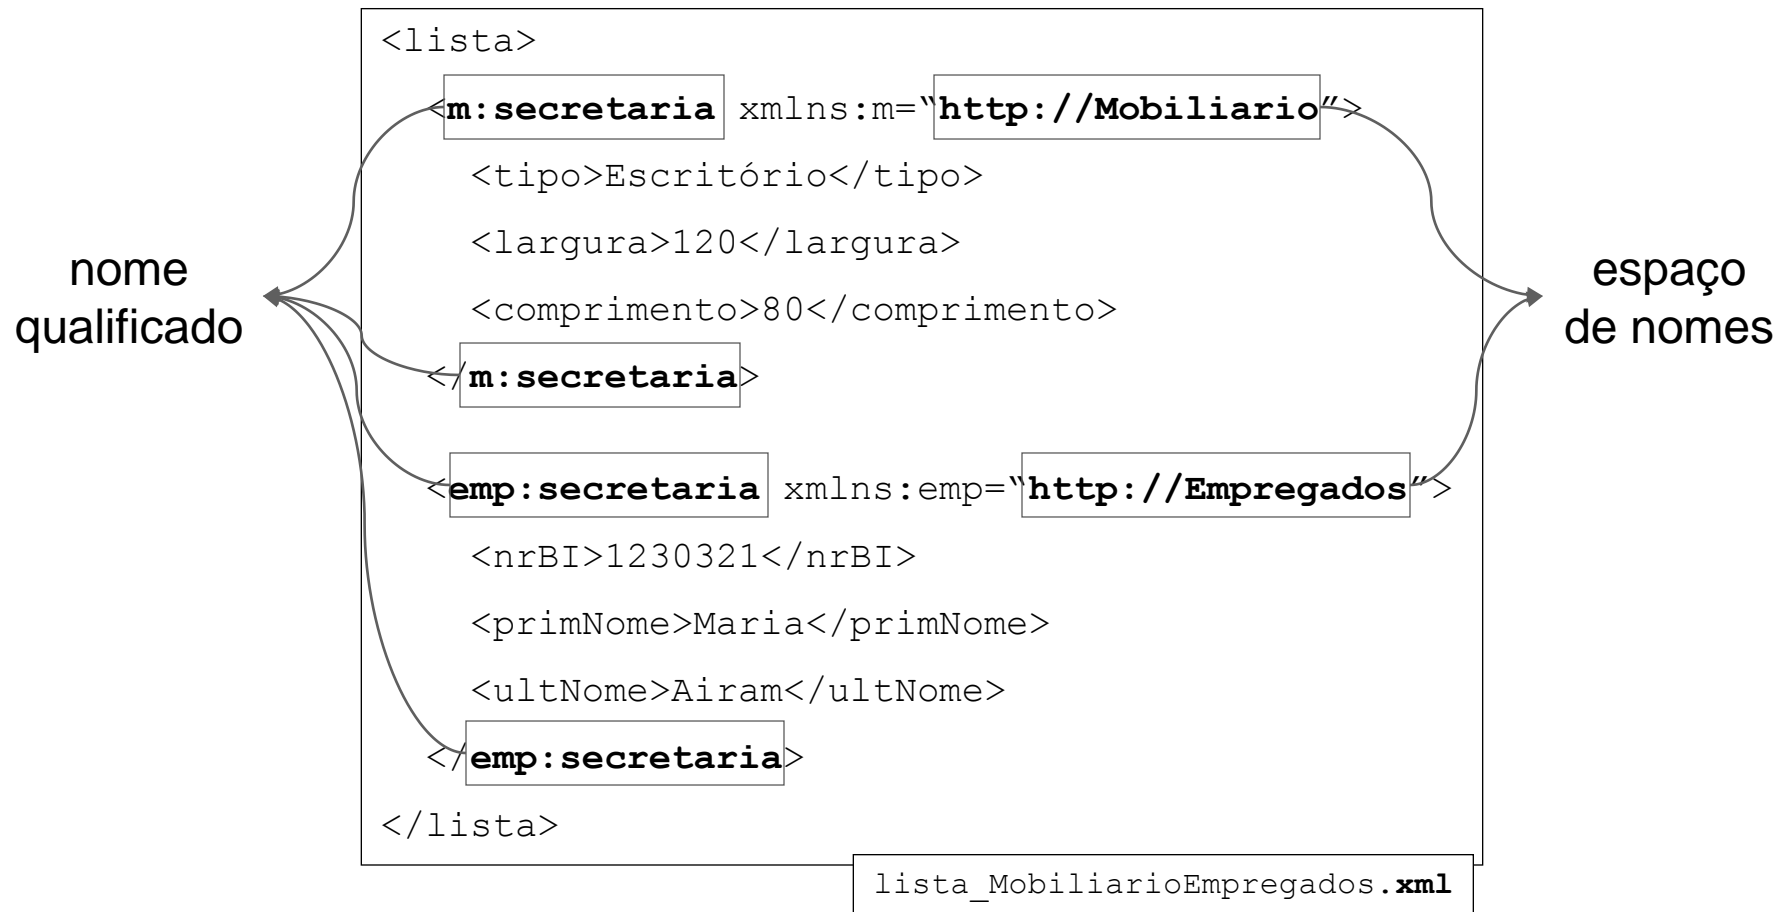 <lista>
<m:secretaria xmlns:m=“http://Mobiliario”>
<tipo>Escritório</tipo>
<largura>120</largura>
<comprimento>80</comprimento>
</m:secretaria>
<emp:secretaria xmlns:emp=“http://Empregados”>
<nrBI>1230321</nrBI>
<primNome>Maria</primNome>
<ultNome>Airam</ultNome>
</emp:secretaria>
</lista>
lista_MobiliarioEmpregados.xml
nome
qualificado
espaço
de nomes